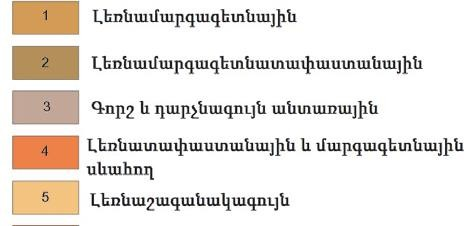 1 Լեռնամարգագետնային
2 Լեռնամարգագետնատափաստանային
3 Գորշ և դարչնագույն անտառային
4 Լեռնատափաստանային և մարգագետնային
սևահող
5 Լեռնաշագանակագույն